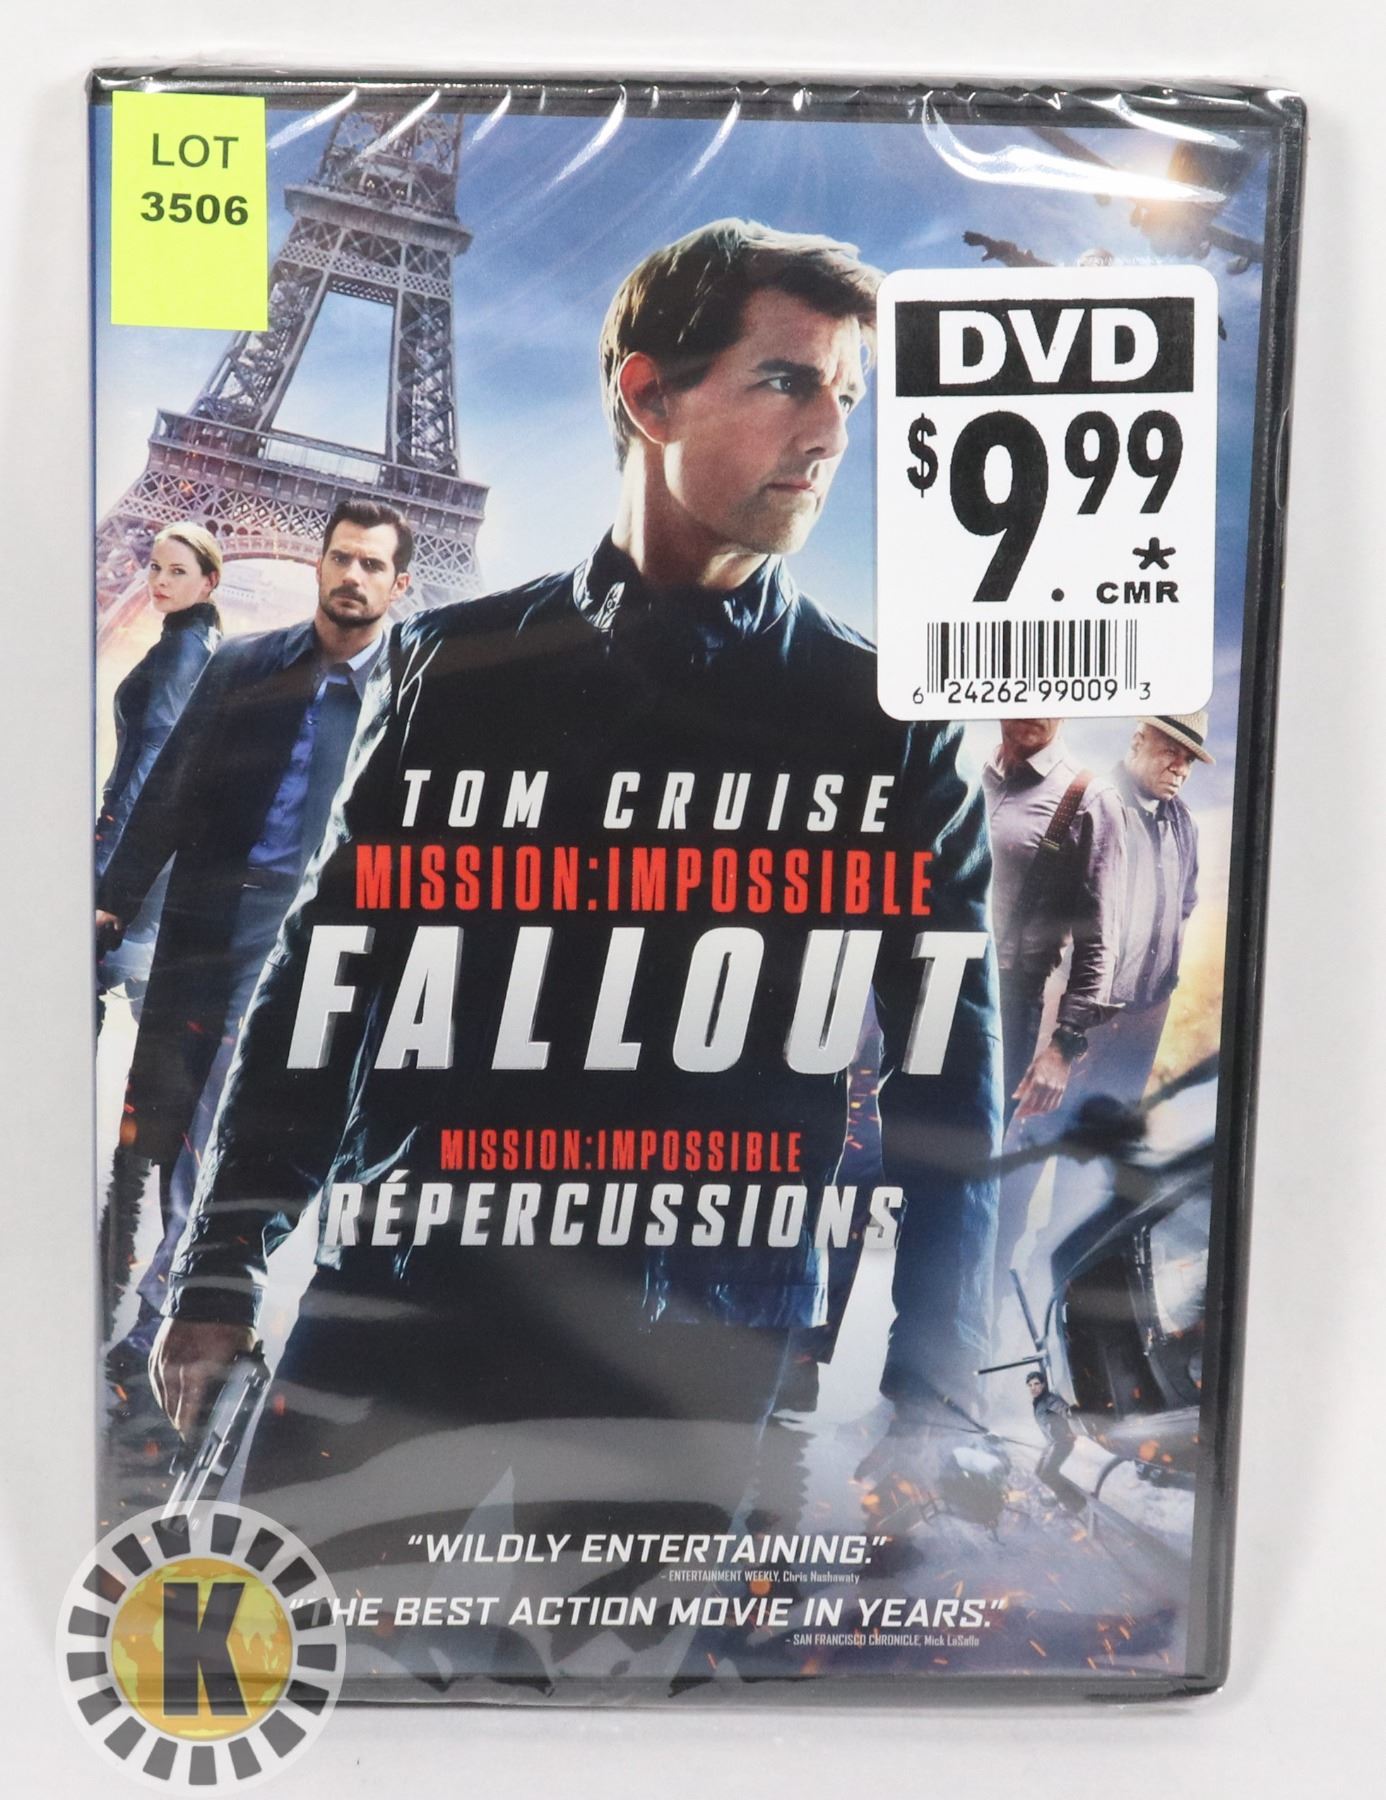 LOT
3506
DVD
$9.99
*
CMR
6 24262 99009 3
TOM CRUISE
MISSION:IMPOSSIBLE
FALLOUT
MISSION:IMPOSSIBLE
RÉPERCUSSIONS
“WILDLY ENTERTAINING.”
- ENTERTAINMENT WEEKLY, Chris Nashawaty
“THE BEST ACTION MOVIE IN YEARS.”
- SAN FRANCISCO CHRONICLE, Mick LaSalle
K